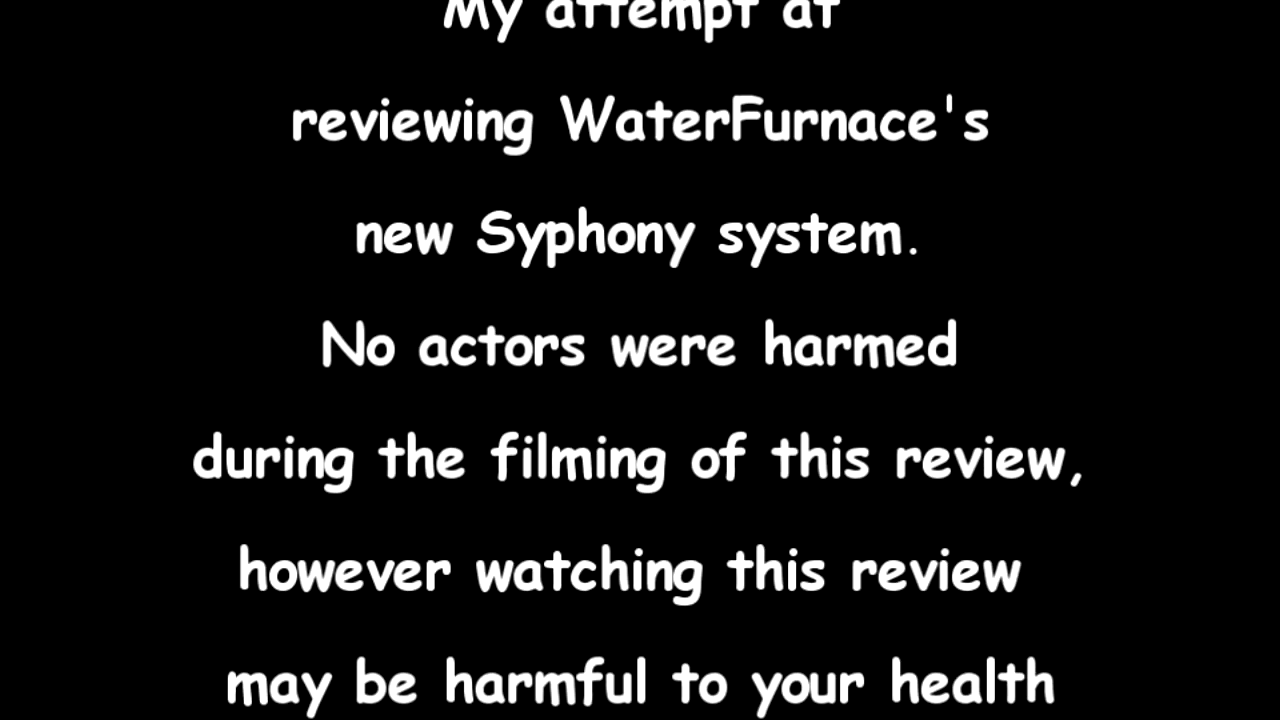 My attempt at
reviewing WaterFurnace's
new Syphony system.
No actors were harmed
during the filming of this review,
however watching this review
may be harmful to your health